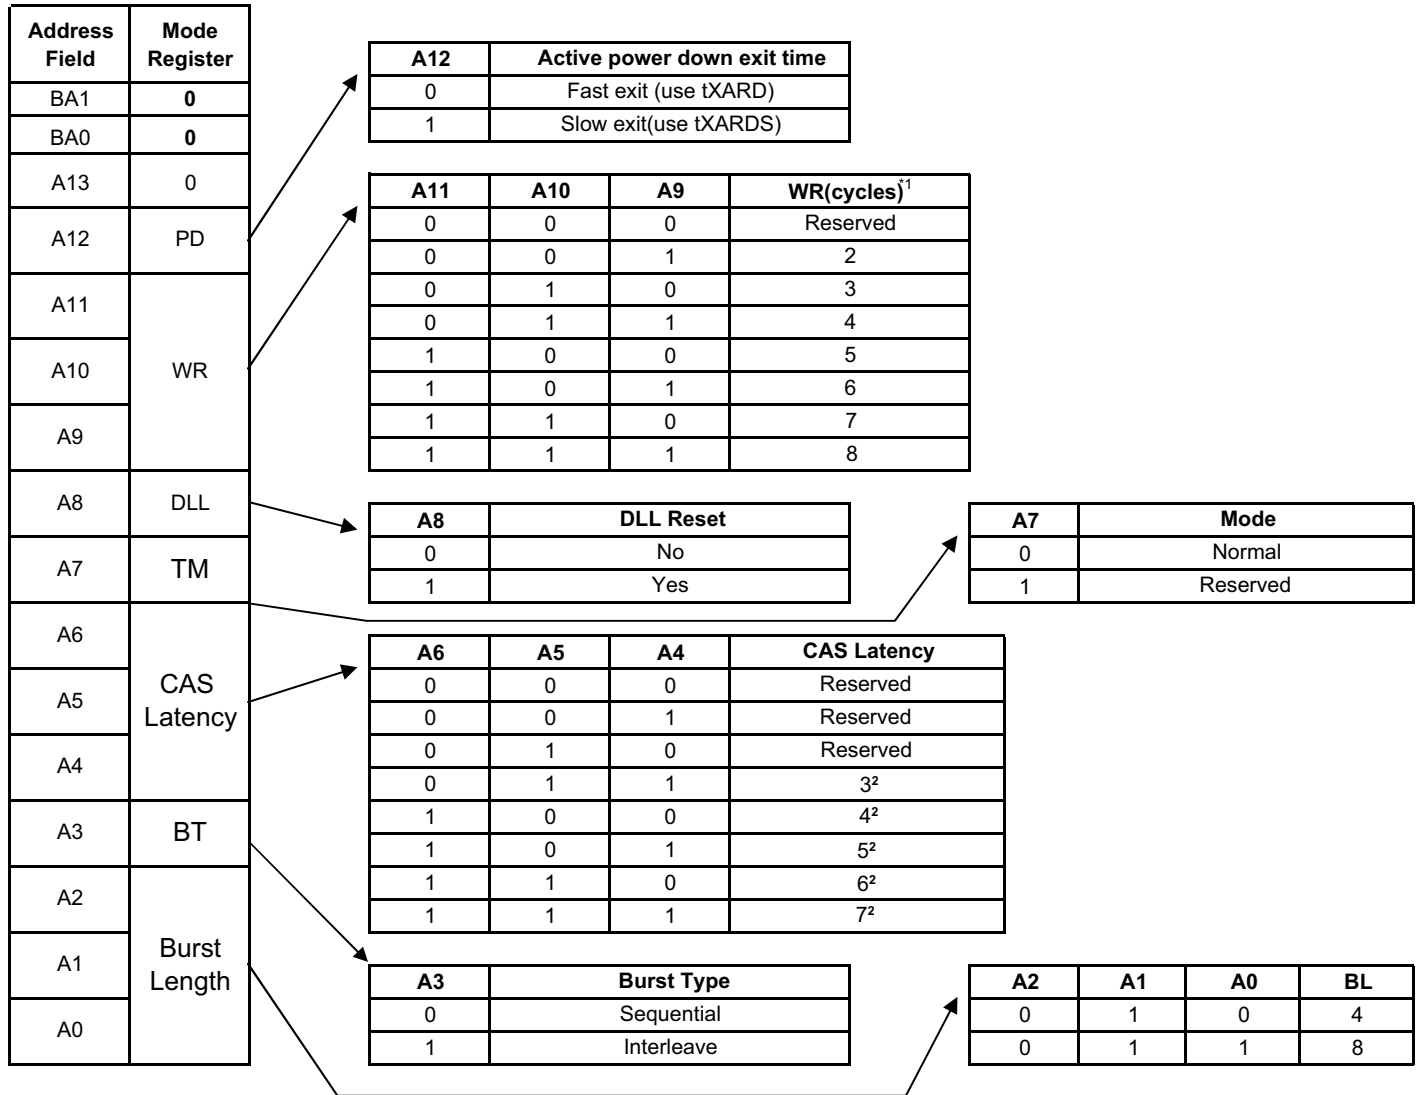 Address Field Mode Register
BA1 0
BA0 0
A13 0
A12 PD
A11
A10 WR
A9
A8 DLL
A7 TM
A6
A5 CAS Latency
A4
A3 BT
A2
A1 Burst Length
A0
A12 Active power down exit time
0 Fast exit (use tXARD)
1 Slow exit(use tXARDS)
A11 A10 A9 WR(cycles)*1
0 0 0 Reserved
0 0 1 2
0 1 0 3
0 1 1 4
1 0 0 5
1 0 1 6
1 1 0 7
1 1 1 8
A8 DLL Reset
0 No
1 Yes
A7 Mode
0 Normal
1 Reserved
A6 A5 A4 CAS Latency
0 0 0 Reserved
0 0 1 Reserved
0 1 0 Reserved
0 1 1 3²
1 0 0 4²
1 0 1 5²
1 1 0 6²
1 1 1 7²
A3 Burst Type
0 Sequential
1 Interleave
A2 A1 A0 BL
0 1 0 4
0 1 1 8